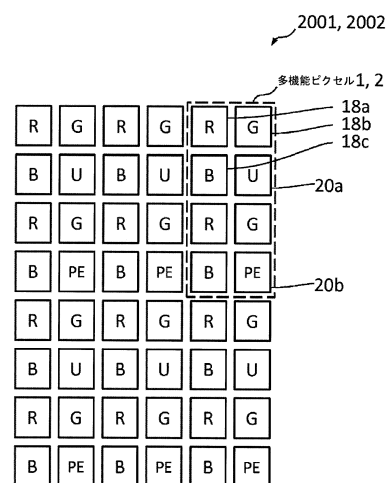 2001, 2002
多機能ピクセル1, 2
18a
18b
18c
20a
20b
R G R G R G
B U B U B U
R G R G R G
B PE B PE B PE
R G R G R G
B U B U B U
R G R G R G
B PE B PE B PE